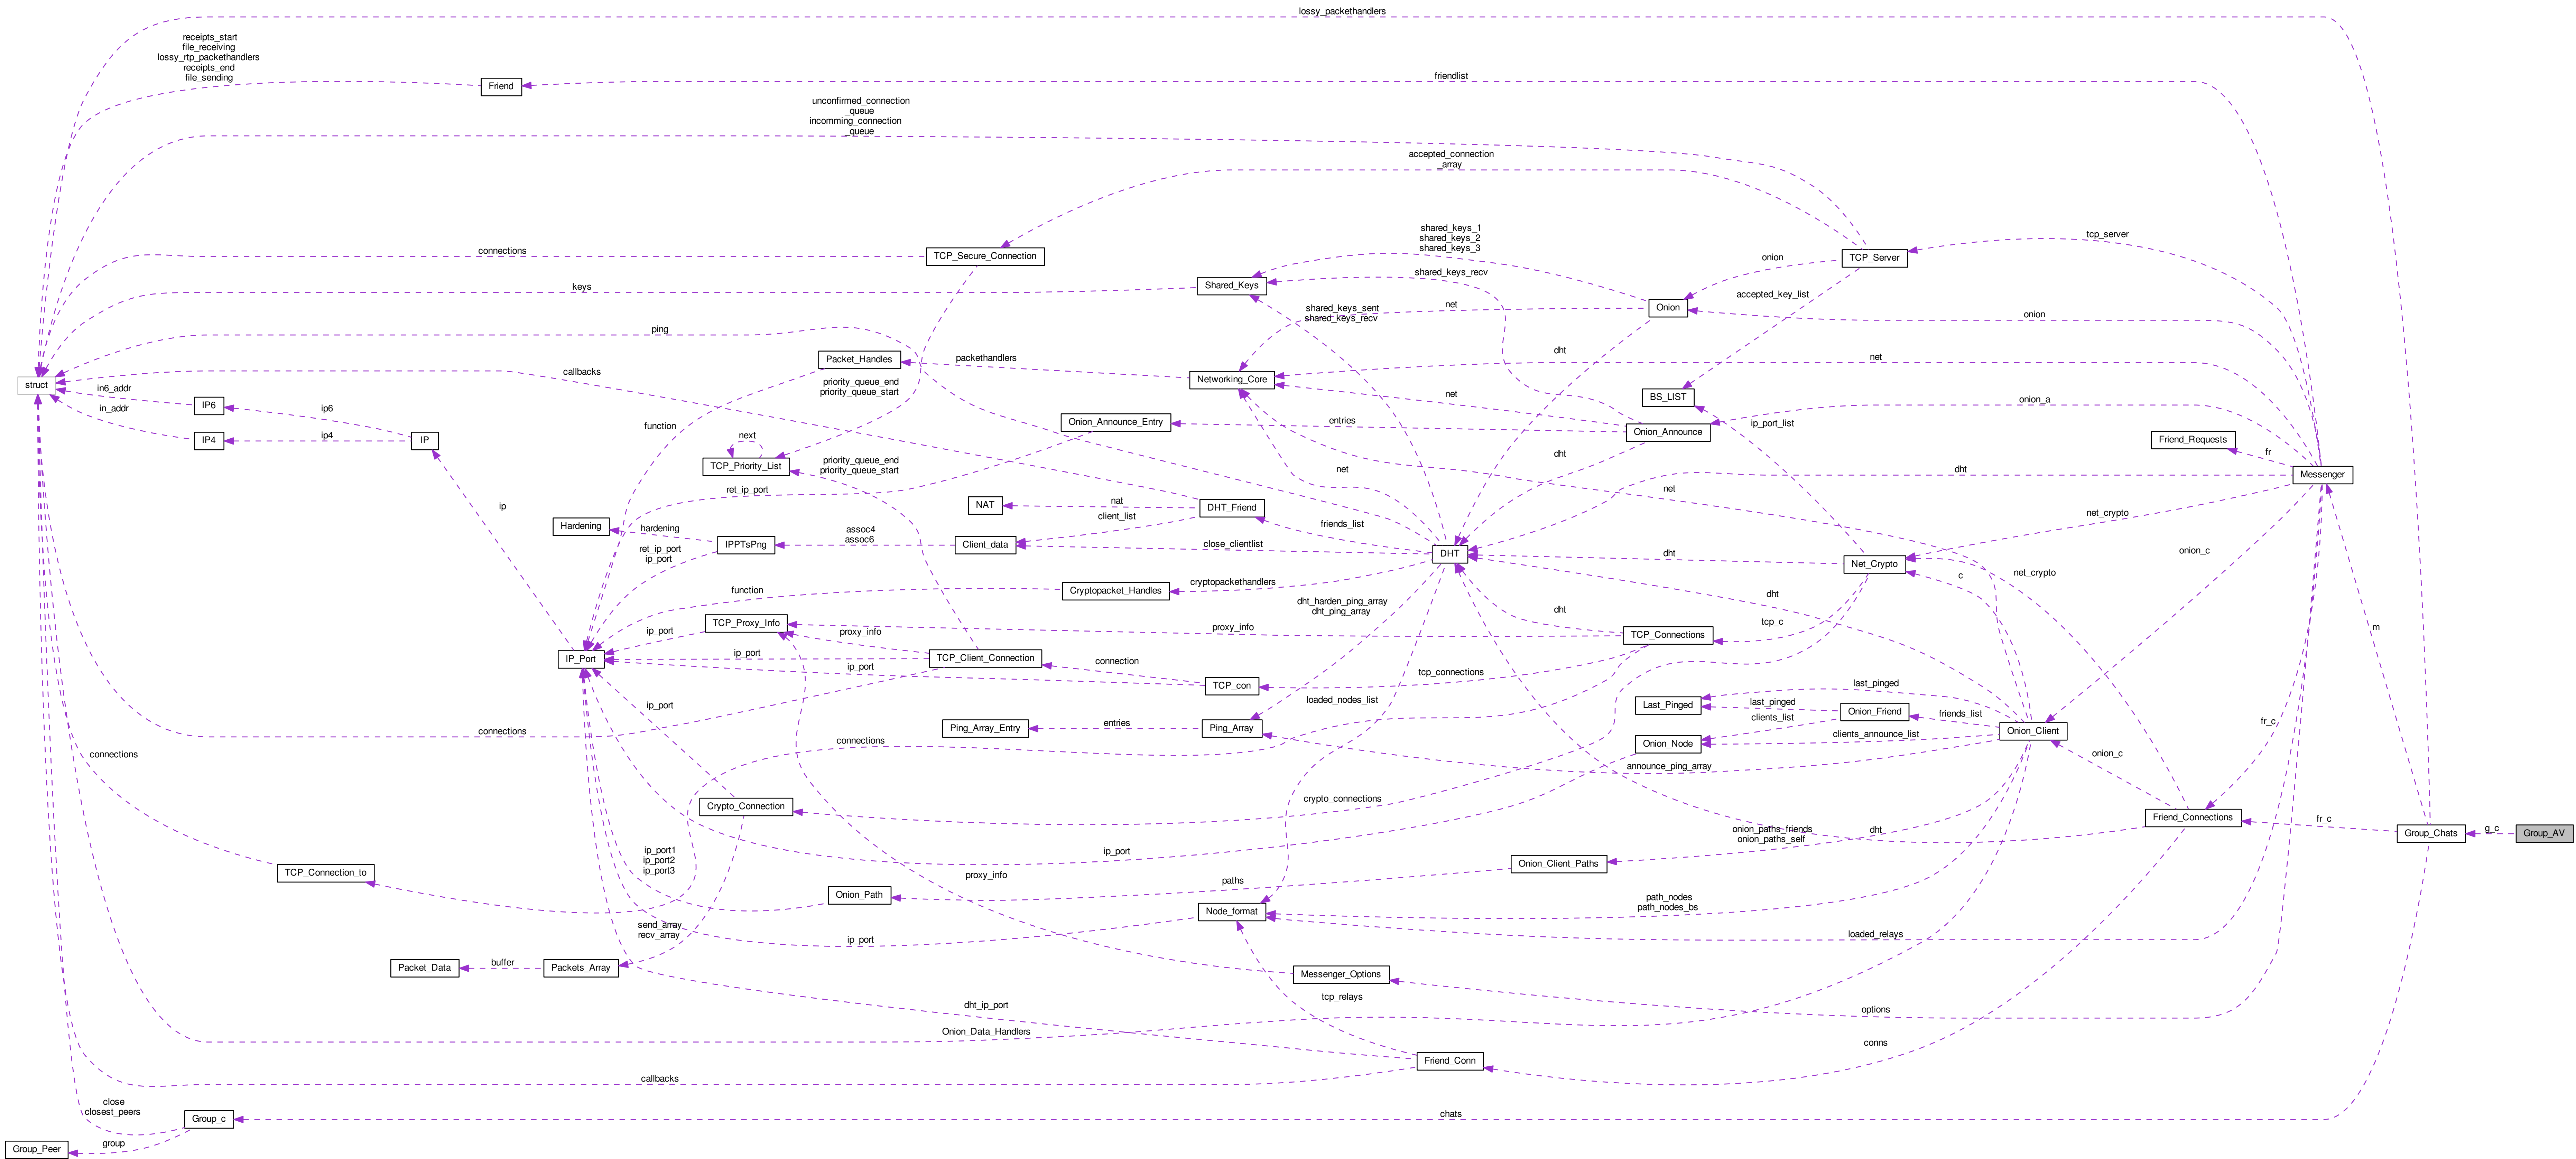 lossy_packethandlers
receipts_start
file_receiving
lossy_rtp_packethandlers
receipts_end
file_sending
Friend
friendlist
unconfirmed_connection
_queue
incomming_connection
_queue
accepted_connection
_array
tcp_server
shared_keys_1
shared_keys_2
shared_keys_3
connections
TCP_Secure_Connection
onion
TCP_Server
shared_keys_recv
keys
Shared_Keys
accepted_key_list
net
shared_keys_sent
shared_keys_recv
Onion
onion
ping
dht
net
Packet_Handles
packethandlers
callbacks
Networking_Core
priority_queue_end
priority_queue_start
struct
in6_addr
IP6
ip6
in_addr
BS_LIST
net
onion_a
IP4
ip4
IP
function
Onion_Announce_Entry
entries
Onion_Announce
ip_port_list
next
TCP_Priority_List
priority_queue_end
priority_queue_start
dht
Friend_Requests
fr
net
dht
Messenger
ip
ret_ip_port
net
NAT
nat
client_list
DHT_Friend
net_crypto
Hardening
hardening
IPPTsPng
assoc4
assoc6
Client_data
friends_list
close_clientlist
DHT
dht
Net_Crypto
onion_c
ret_ip_port
ip_port
c
net_crypto
function
Cryptopacket_Handles
cryptopackethandlers
dht_harden_ping_array
dht_ping_array
dht
dht
tcp_c
TCP_Proxy_Info
ip_port
proxy_info
proxy_info
TCP_Connections
m
IP_Port
ip_port
ip_port
TCP_Client_Connection
connection
TCP_con
tcp_connections
ip_port
loaded_nodes_list
last_pinged
Last_Pinged
last_pinged
clients_list
Onion_Friend
friends_list
fr_c
Ping_Array_Entry
entries
Ping_Array
connections
connections
connections
Onion_Node
clients_announce_list
Onion_Client
onion_c
announce_ping_array
Crypto_Connection
crypto_connections
Friend_Connections
fr_c
Group_Chats
g_c
Group_AV
onion_paths_friends
onion_paths_self
dht
ip_port1
ip_port2
ip_port3
ip_port
TCP_Connection_to
proxy_info
paths
Onion_Client_Paths
Onion_Path
path_nodes
path_nodes_bs
Node_format
send_array
recv_array
ip_port
loaded_relays
Packet_Data
buffer
Packets_Array
Messenger_Options
tcp_relays
dht_ip_port
options
Onion_Data_Handlers
conns
Friend_Conn
callbacks
close
closest_peers
Group_c
chats
Group_Peer
group